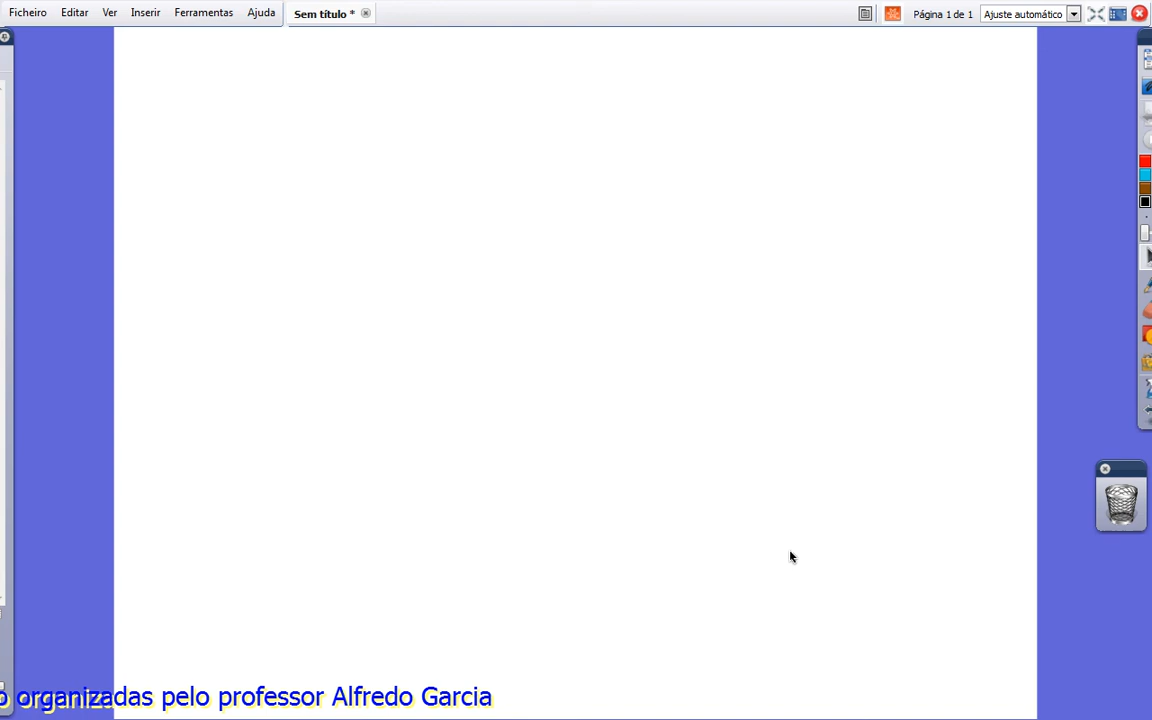 Ficheiro Editar Ver Inserir Ferramentas Ajuda Sem título * Página 1 de 1 Ajuste automático
o organizadas pelo professor Alfredo Garcia